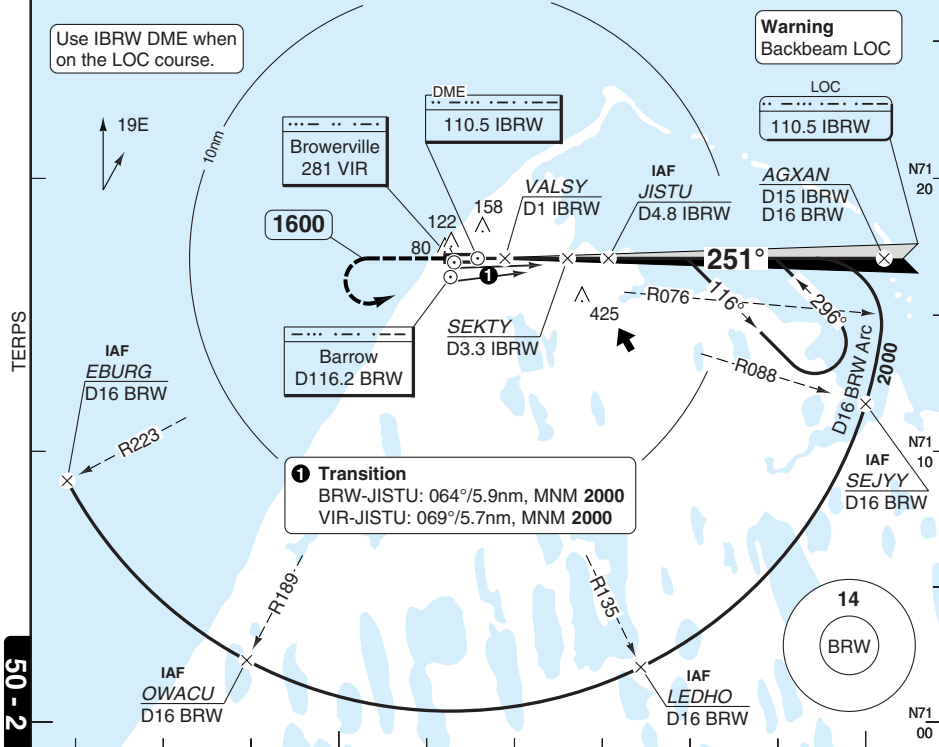 Use IBRW DME when
on the LOC course.
Warning
Backbeam LOC
19E
10nm
DME
110.5 IBRW
LOC
110.5 IBRW
Browerville
281 VIR
IAF
JISTU
D4.8 IBRW
AGXAN
D15 IBRW
D16 BRW
N71
20
VALSY
D1 IBRW
158
122
80
1600
1
251°
116°
296°
R076
425
SEKTY
D3.3 IBRW
Barrow
D116.2 BRW
R088
D16 BRW Arc
2000
TERPS
IAF
EBURG
D16 BRW
R223
N71
10
IAF
SEJYY
D16 BRW
1 Transition
BRW-JISTU: 064°/5.9nm, MNM 2000
VIR-JISTU: 069°/5.7nm, MNM 2000
R189
R135
14
BRW
IAF
OWACU
D16 BRW
IAF
LEDHO
D16 BRW
N71
00
50 - 2